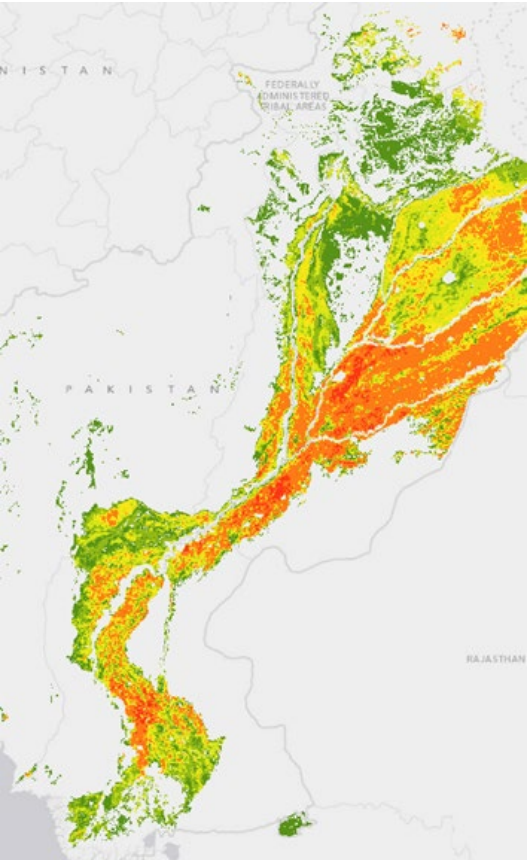 NISTAN
FEDERALLY
ADMINISTERED
TRIBAL AREAS
PAKISTAN
RAJASTHAN